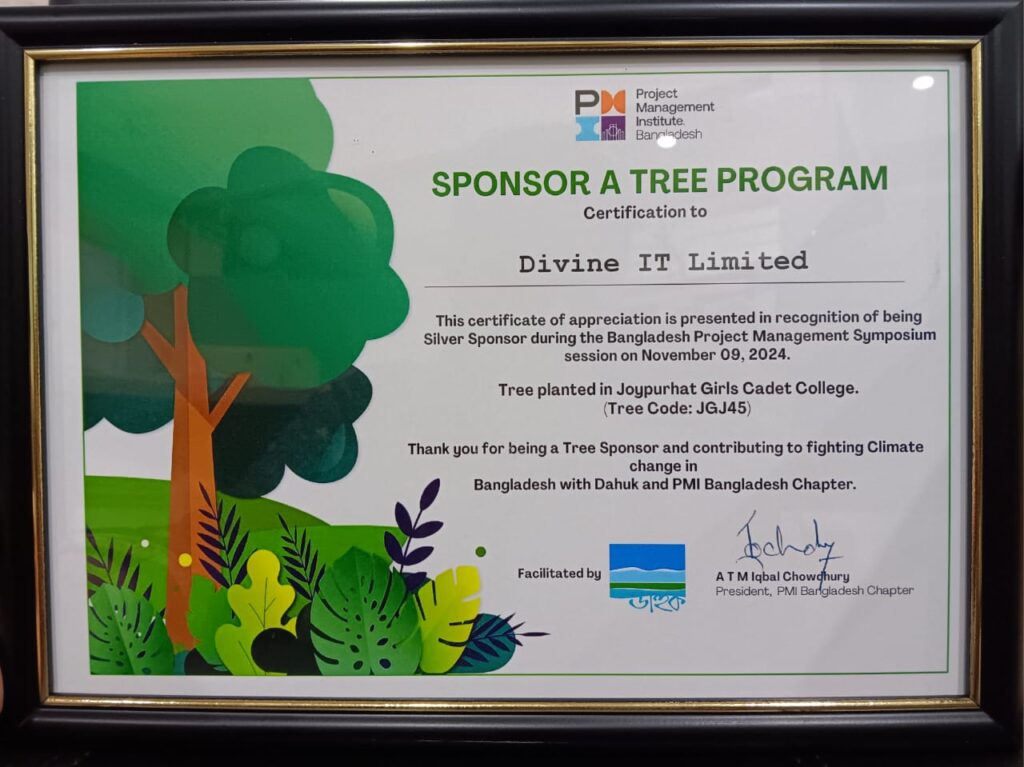 PM
Project
Management
Institute.
Bangladesh
SPONSOR A TREE PROGRAM
Certification to
Divine IT Limited
This certificate of appreciation is presented in recognition of being
Silver Sponsor during the Bangladesh Project Management Symposium
session on November 09, 2024.
Tree planted in Joypurhat Girls Cadet College.
(Tree Code: JGJ45)
Thank you for being a Tree Sponsor and contributing to fighting Climate
change in
Bangladesh with Dahuk and PMI Bangladesh Chapter.
Facilitated by
ডাহুক
A T M Iqbal Chowdhury
President, PMI Bangladesh Chapter